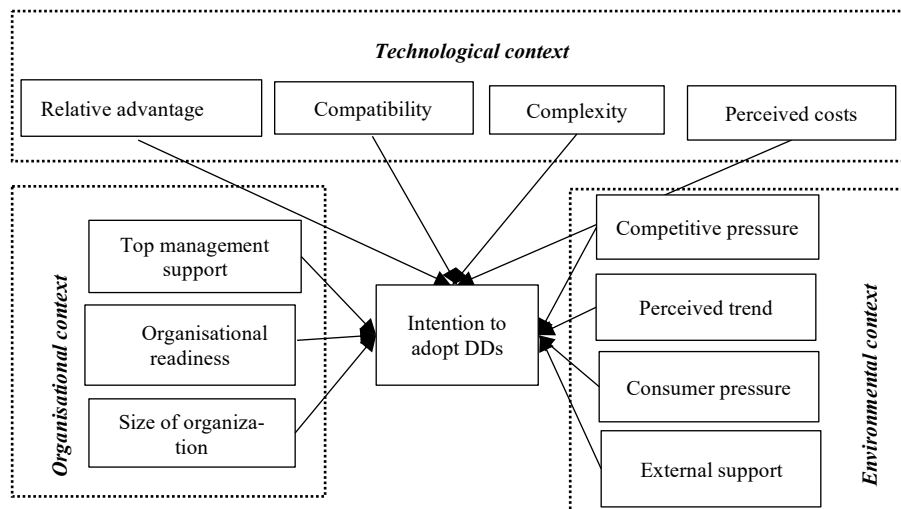 Technological context
Relative advantage
Compatibility
Complexity
Perceived costs
Organisational context
Top management
support
Organisational
readiness
Size of organiza-
tion
Intention to
adopt DDs
Competitive pressure
Perceived trend
Consumer pressure
External support
Environmental context